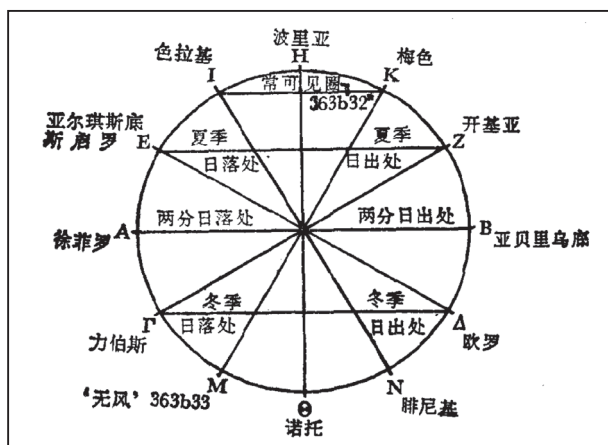 波里亚
色拉基 H 梅色
I K
常可见圈
363b32
亚尔琪斯底 开基亚
斯启罗 E 夏季 夏季 Z
日落处 日出处
徐菲罗 A 两分日落处 两分日出处 B 亚贝里乌底
Γ 冬季 冬季 Δ
力伯斯 日落处 日出处 欧罗
‘无风’363b33 M N 腓尼基
Θ
诺托